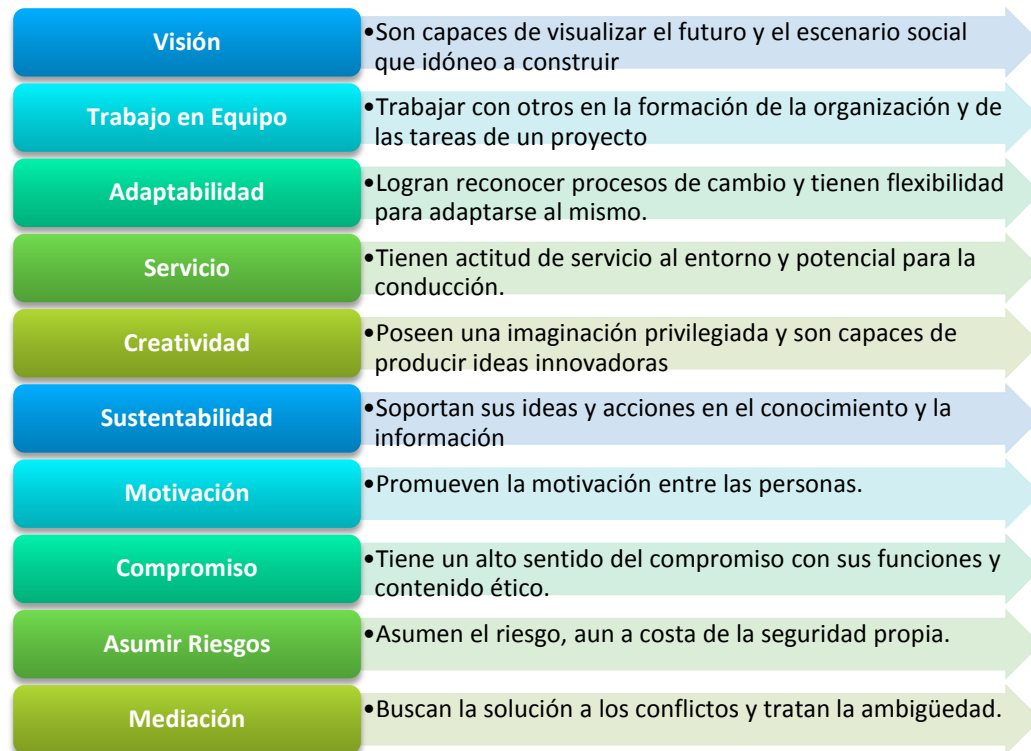 Visión
•Son capaces de visualizar el futuro y el escenario social
que idóneo a construir
Trabajo en Equipo
•Trabajar con otros en la formación de la organización y de
las tareas de un proyecto
Adaptabilidad
•Logran reconocer procesos de cambio y tienen flexibilidad
para adaptarse al mismo.
Servicio
•Tienen actitud de servicio al entorno y potencial para la
conducción.
Creatividad
•Poseen una imaginación privilegiada y son capaces de
producir ideas innovadoras
Sustentabilidad
•Soportan sus ideas y acciones en el conocimiento y la
información
Motivación
•Promueven la motivación entre las personas.
Compromiso
•Tiene un alto sentido del compromiso con sus funciones y
contenido ético.
Asumir Riesgos
•Asumen el riesgo, aun a costa de la seguridad propia.
Mediación
•Buscan la solución a los conflictos y tratan la ambigüedad.